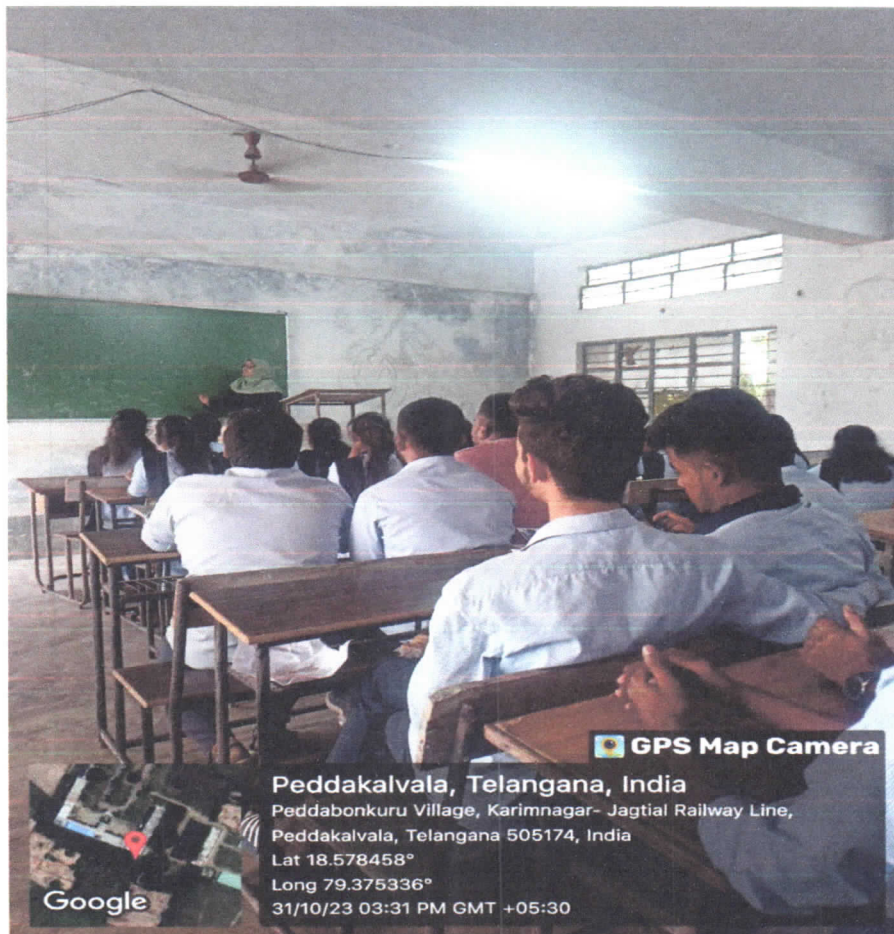 GPS Map Camera
Peddakalvala, Telangana, India
Peddabonkuru Village, Karimnagar- Jagtial Railway Line,
Peddakalvala, Telangana 505174, India
Lat 18.578458°
Long 79.375336°
31/10/23 03:31 PM GMT +05:30
Google